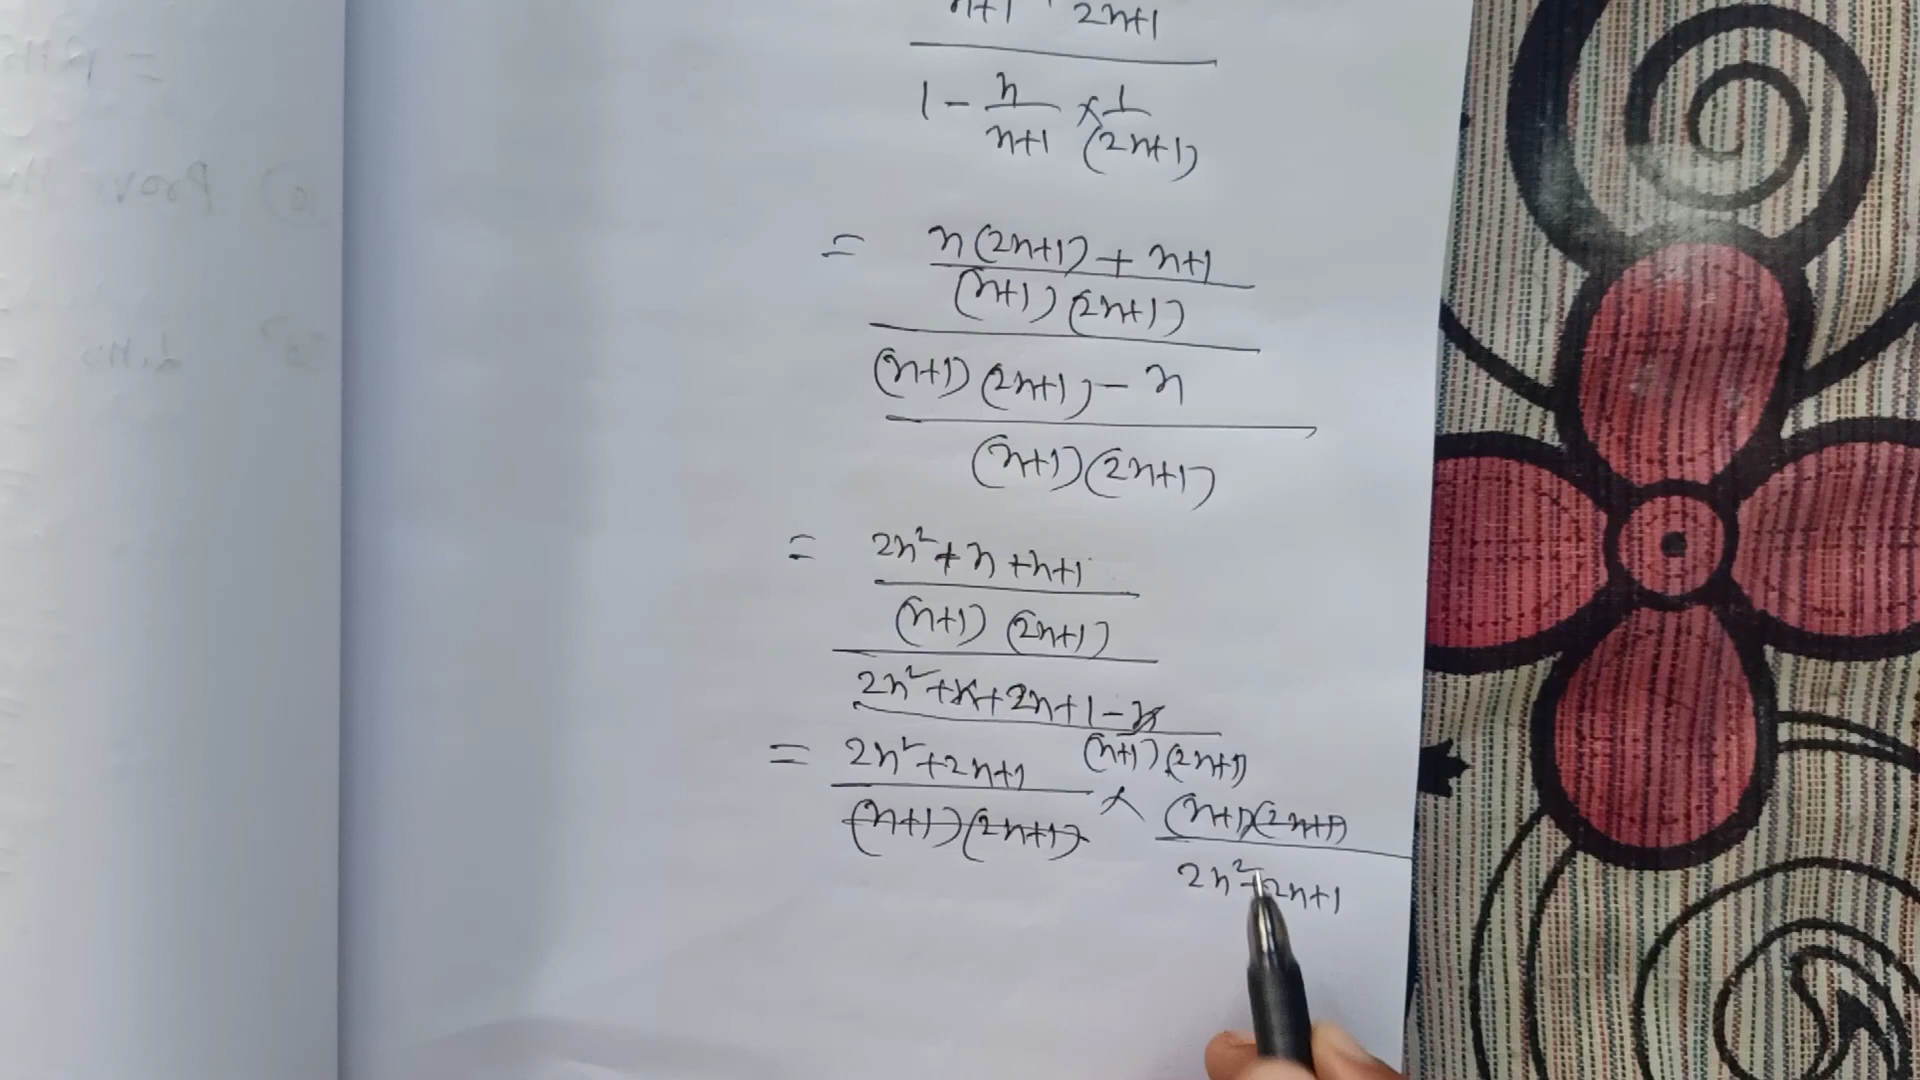 n+1 2n+1
1 - n/n+1 × 1/(2n+1)
= n(2n+1) + n+1
(n+1) (2n+1)
(n+1) (2n+1) - n
(n+1) (2n+1)
= 2n² + n + n+1
(n+1) (2n+1)
2n² + n + 2n + 1 - n
(n+1) (2n+1)
= 2n² + 2n+1 / (n+1) (2n+1) × (n+1)(2n+1) / 2n²+2n+1